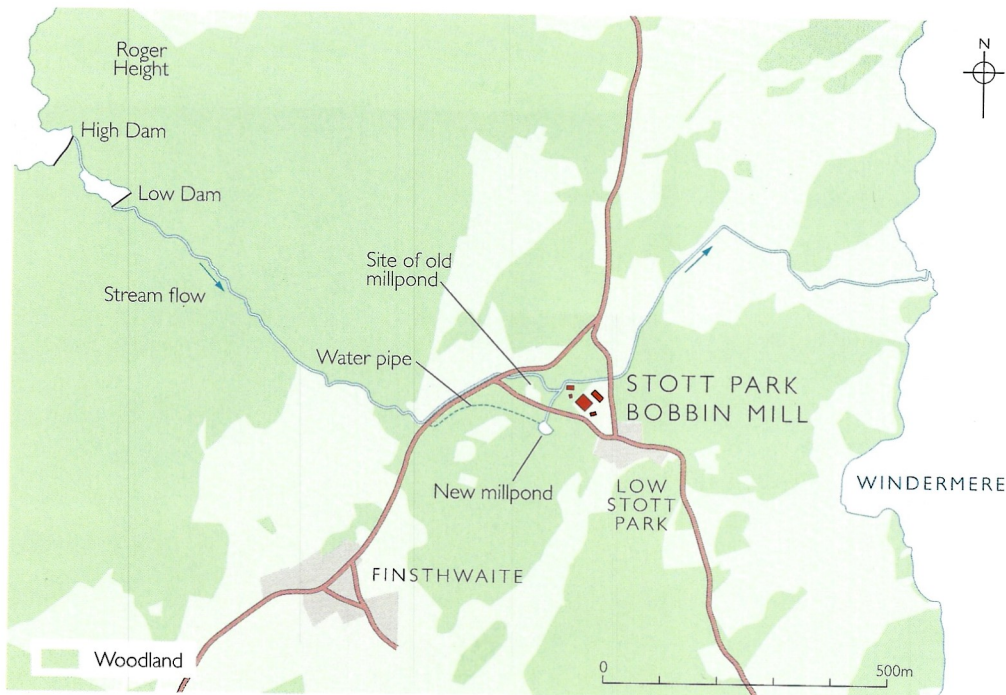 Roger
Height
N
High Dam
Low Dam
Site of old
millpond
Stream flow
Water pipe
STOTT PARK
BOBBIN MILL
New millpond
LOW
STOTT
PARK
WINDERMERE
FINSTHWAITE
Woodland
0 500m